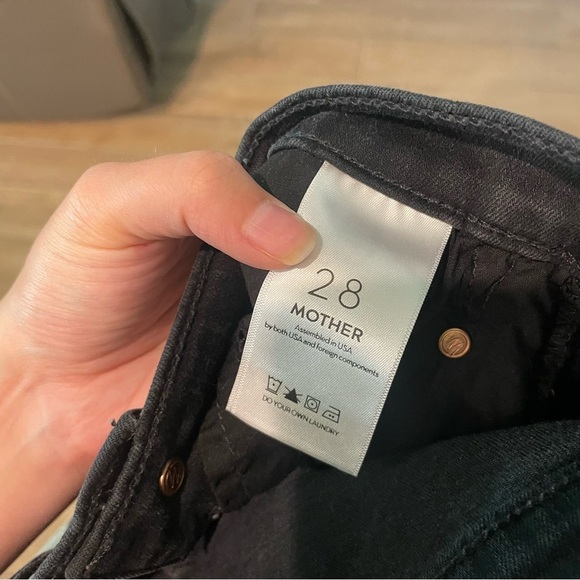 28
MOTHER
Assembled in USA
by both USA and foreign components
DO YOUR OWN LAUNDRY